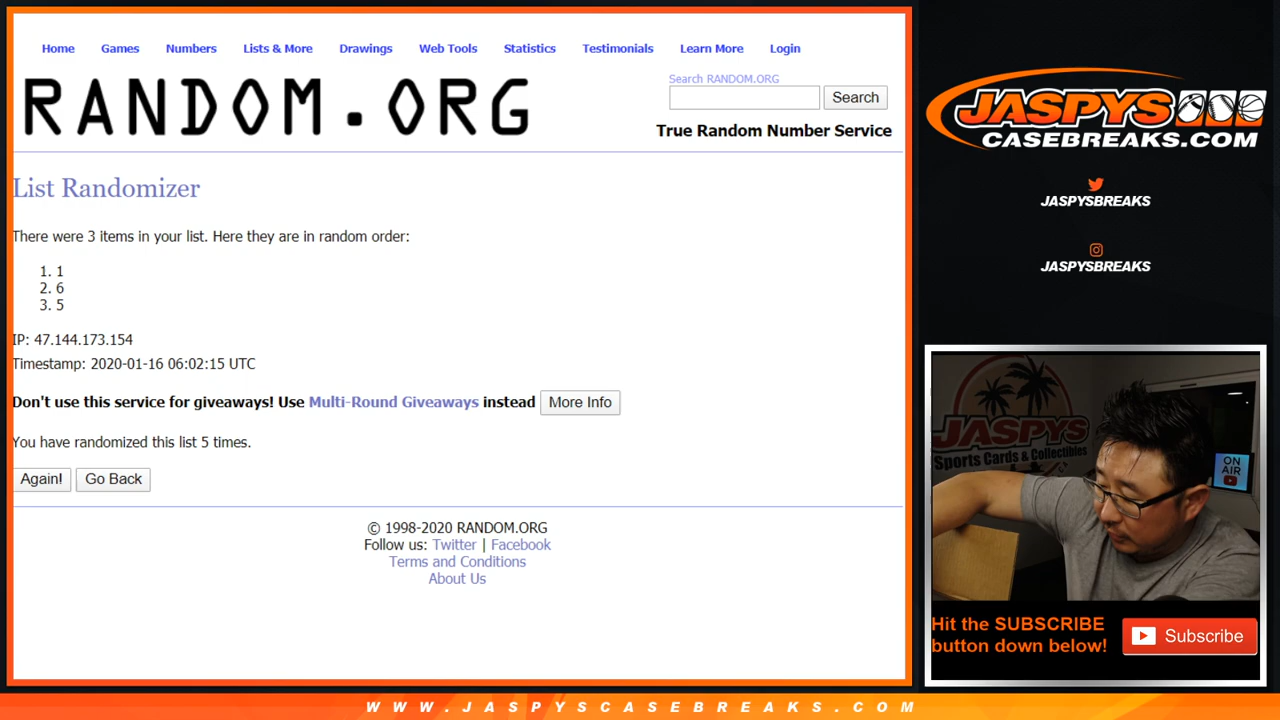 Home Games Numbers Lists & More Drawings Web Tools Statistics Testimonials Learn More Login
RANDOM.ORG
Search RANDOM.ORG
Search
True Random Number Service
List Randomizer
There were 3 items in your list. Here they are in random order:
1. 1
2. 6
3. 5
IP: 47.144.173.154
Timestamp: 2020-01-16 06:02:15 UTC
Don't use this service for giveaways! Use Multi-Round Giveaways instead More Info
You have randomized this list 5 times.
Again! Go Back
© 1998-2020 RANDOM.ORG
Follow us: Twitter | Facebook
Terms and Conditions
About Us
JASPYS
CASEBREAKS.COM
JASPYSBREAKS
JASPYSBREAKS
JASPYS
Sports Cards & Collectibles
ON
AIR
Hit the SUBSCRIBE
button down below!
Subscribe
WWW.JASPYSCASEBREAKS.COM